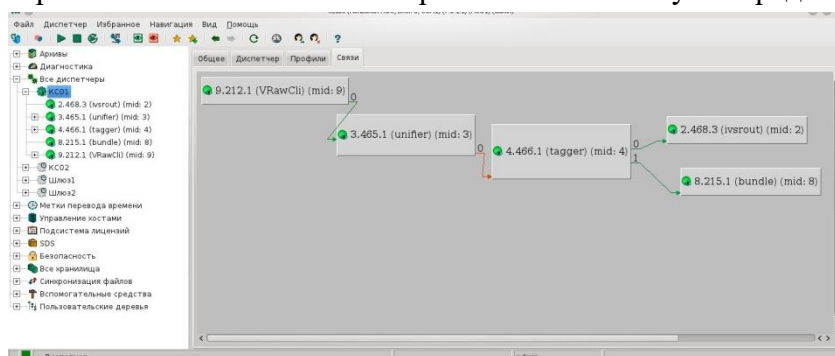 Файл Диспетчер Избранное Навигация Вид Помощь
Общее Диспетчер Профили Связи
Архивы
Диагностика
Все диспетчеры
КС01
2.468.3 (ivsrout) (mid: 2)
3.465.1 (unifier) (mid: 3)
4.466.1 (tagger) (mid: 4)
8.215.1 (bundle) (mid: 8)
9.212.1 (VRawCli) (mid: 9)
КС02
Шлюз1
Шлюз2
Метки перевода времени
Управление хостами
Подсистема лицензий
SDS
Безопасность
Все хранилища
Синхронизация файлов
Вспомогательные средства
Пользовательские деревья
9.212.1 (VRawCli) (mid: 9)
0
3.465.1 (unifier) (mid: 3)
0
4.466.1 (tagger) (mid: 4)
0
1
2.468.3 (ivsrout) (mid: 2)
8.215.1 (bundle) (mid: 8)